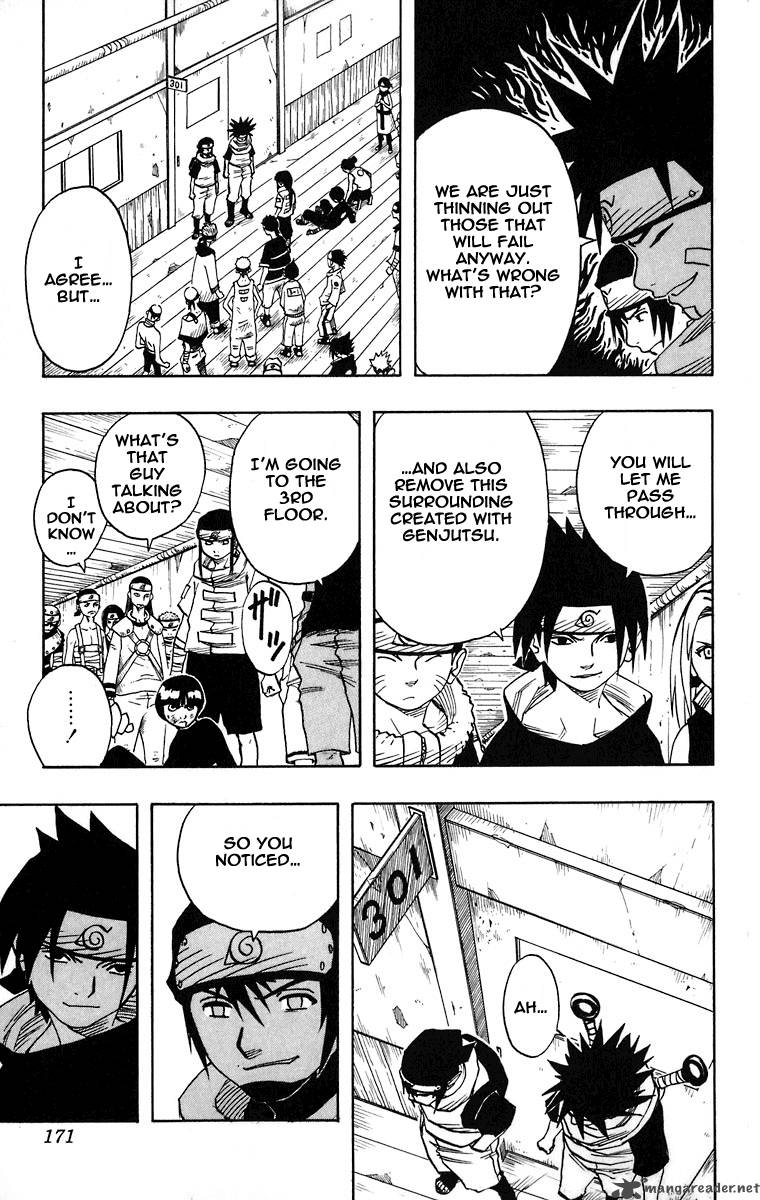 WE ARE JUST
THINNING OUT
THOSE THAT
WILL FAIL
ANYWAY.
WHAT'S WRONG
WITH THAT?
301
I
AGREE...
BUT...
YOU WILL
LET ME
PASS
THROUGH...
...AND ALSO
REMOVE THIS
SURROUNDING
CREATED WITH
GENJUTSU.
I'M GOING
TO THE
3RD
FLOOR.
WHAT'S
THAT
GUY
TALKING
ABOUT?
I
DON'T
KNOW
...
ザッ
......!
301
AH...
SO YOU
NOTICED...
171
mangareader.net